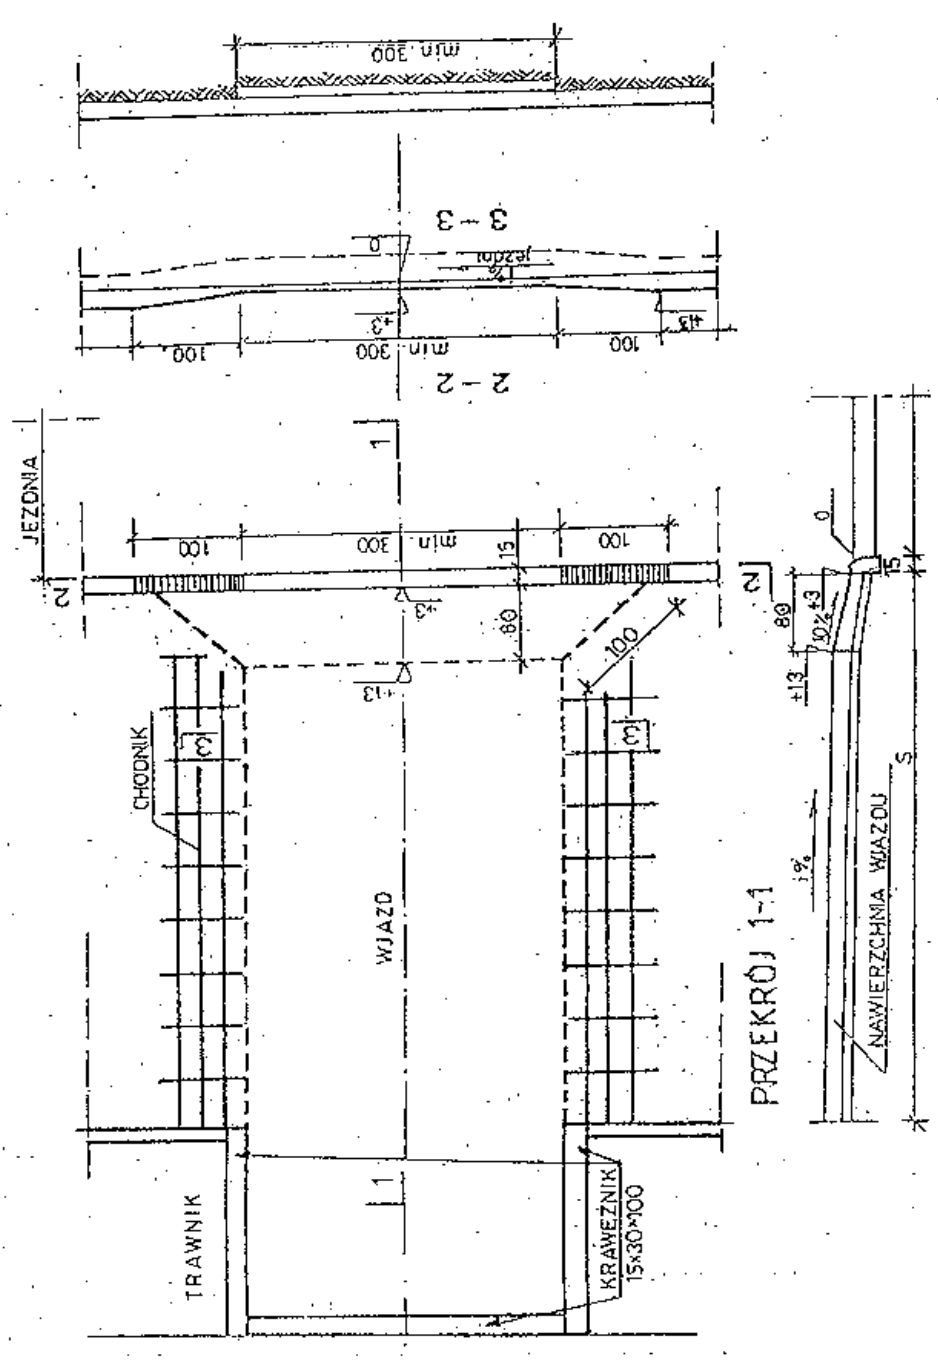 min. 300
3-3
0
i%
jezdni
+3
+13
100
min. 300
100
2-2
JEZDNIA
1
100
300 min.
100
15
2
2
+3
80
100
+13
CHODNIK
3
3
WJAZD
TRAWNIK
1
KRAWĘŻNIK
15x30x100
PRZEKRÓJ 1-1
0
15
80
10%
+3
+13
S
i%
NAWIERZCHNIA WJAZDU